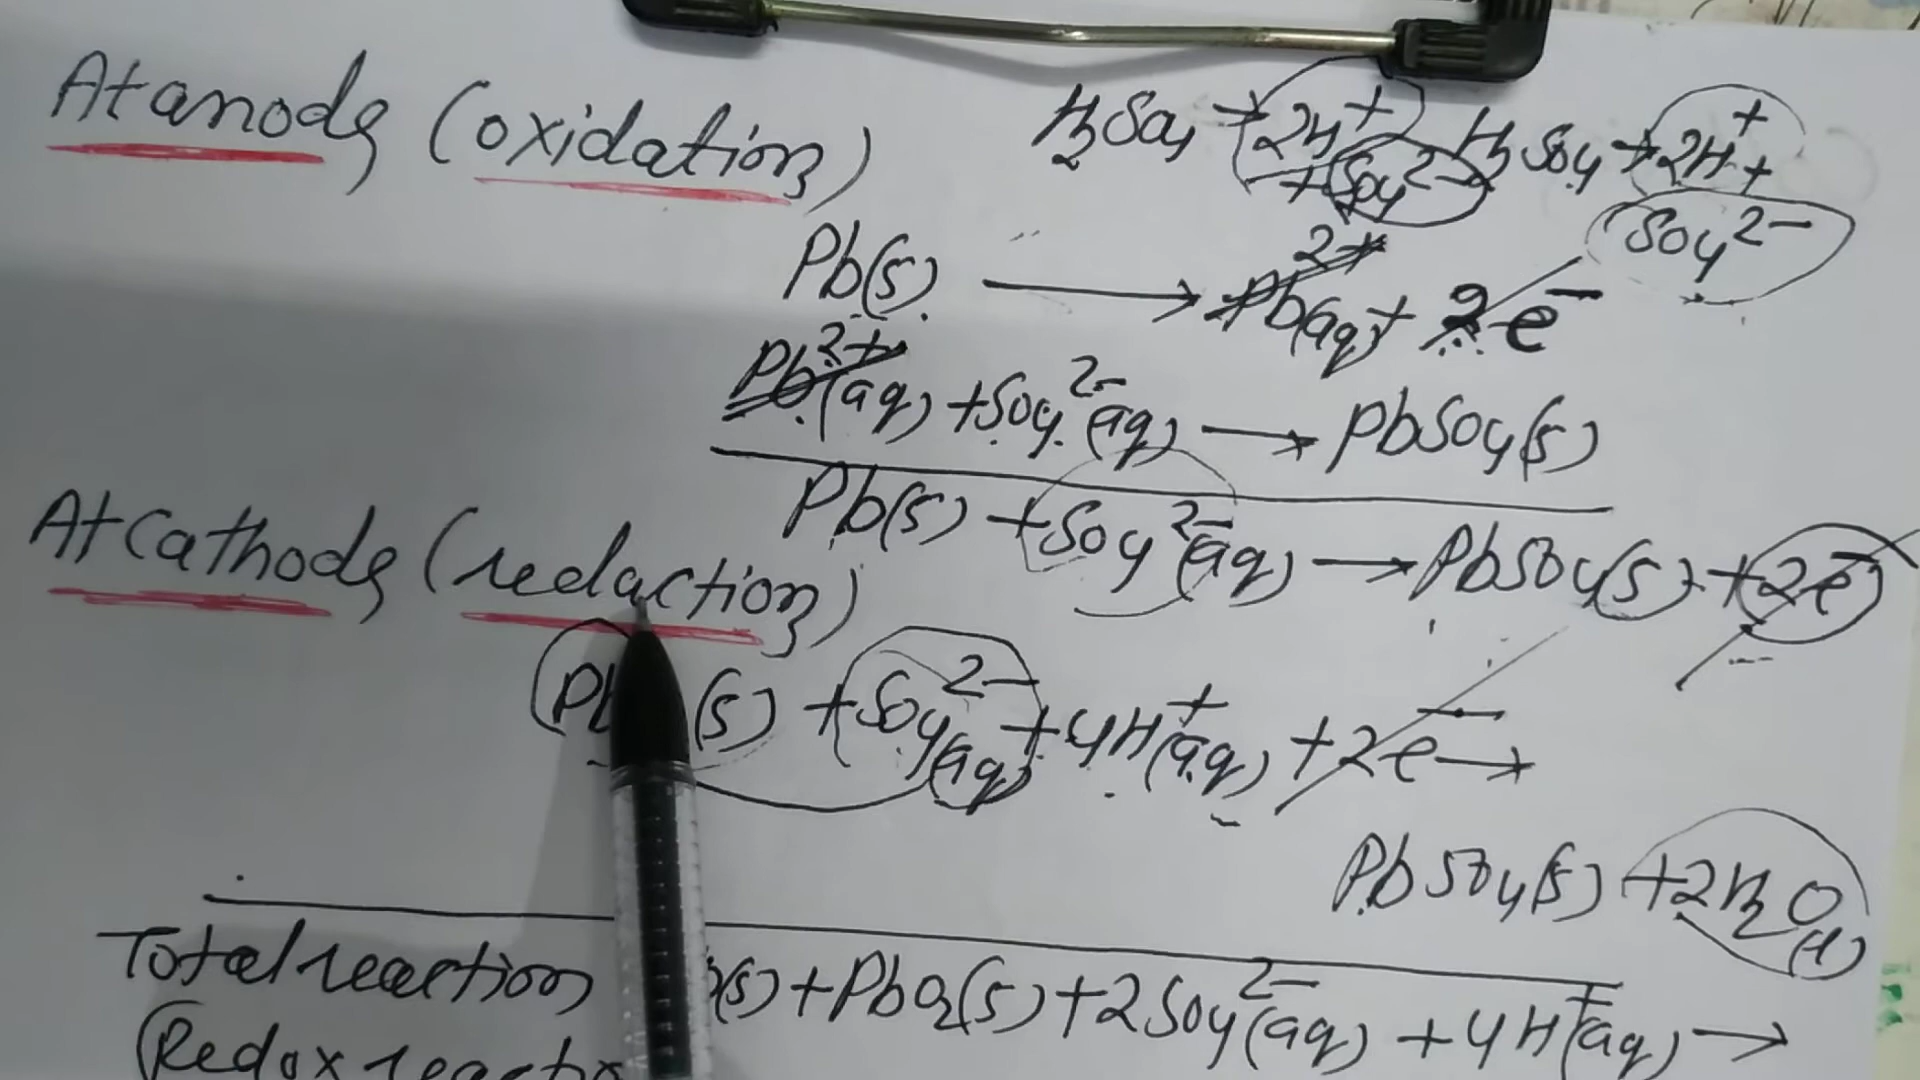 At anode (oxidation)
H2SO4 → 2H+ + SO4 2-
H2SO4 → 2H+ + SO4 2-
Pb(s) → Pb2+(aq) + 2e-
Pb2+(aq) + SO4 2-(aq) → PbSO4(s)
Pb(s) + SO4 2-(aq) → PbSO4(s) + 2e-
At Cathode (redaction)
Pb (s) + SO4 2-(aq) + 4H+(aq) + 2e- →
PbSO4(s) + 2H2O(l)
Total reaction (s) + PbO2(s) + 2SO4 2-(aq) + 4H+(aq) →
(Redox